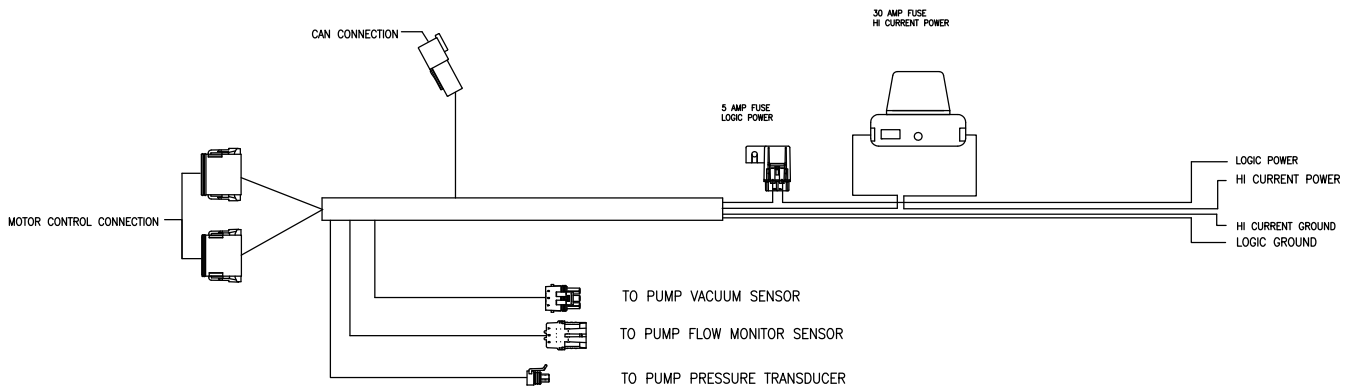 30 AMP FUSE
HI CURRENT POWER
CAN CONNECTION
5 AMP FUSE
LOGIC POWER
LOGIC POWER
HI CURRENT POWER
MOTOR CONTROL CONNECTION
HI CURRENT GROUND
LOGIC GROUND
TO PUMP VACUUM SENSOR
TO PUMP FLOW MONITOR SENSOR
TO PUMP PRESSURE TRANSDUCER